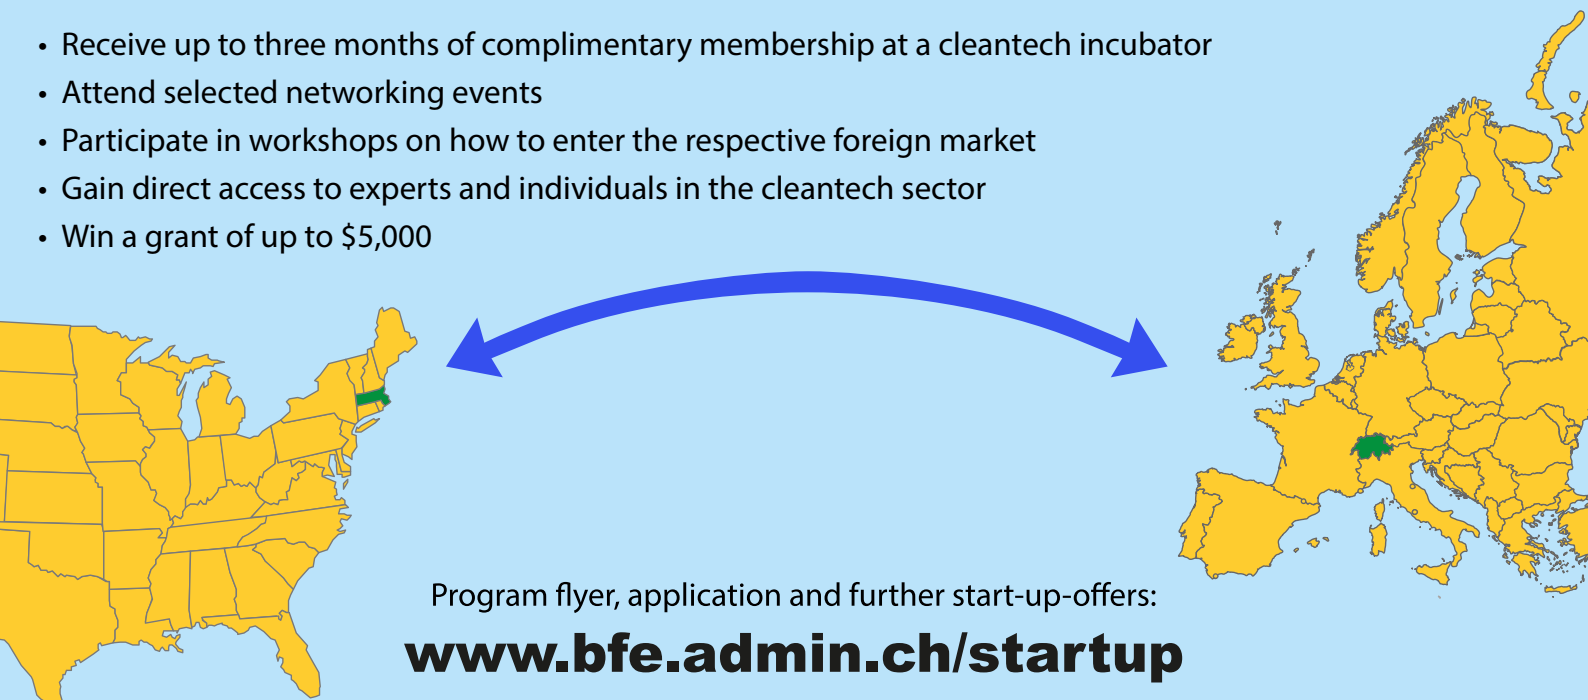 • Receive up to three months of complimentary membership at a cleantech incubator
• Attend selected networking events
• Participate in workshops on how to enter the respective foreign market
• Gain direct access to experts and individuals in the cleantech sector
• Win a grant of up to $5,000
Program flyer, application and further start-up-offers:
www.bfe.admin.ch/startup